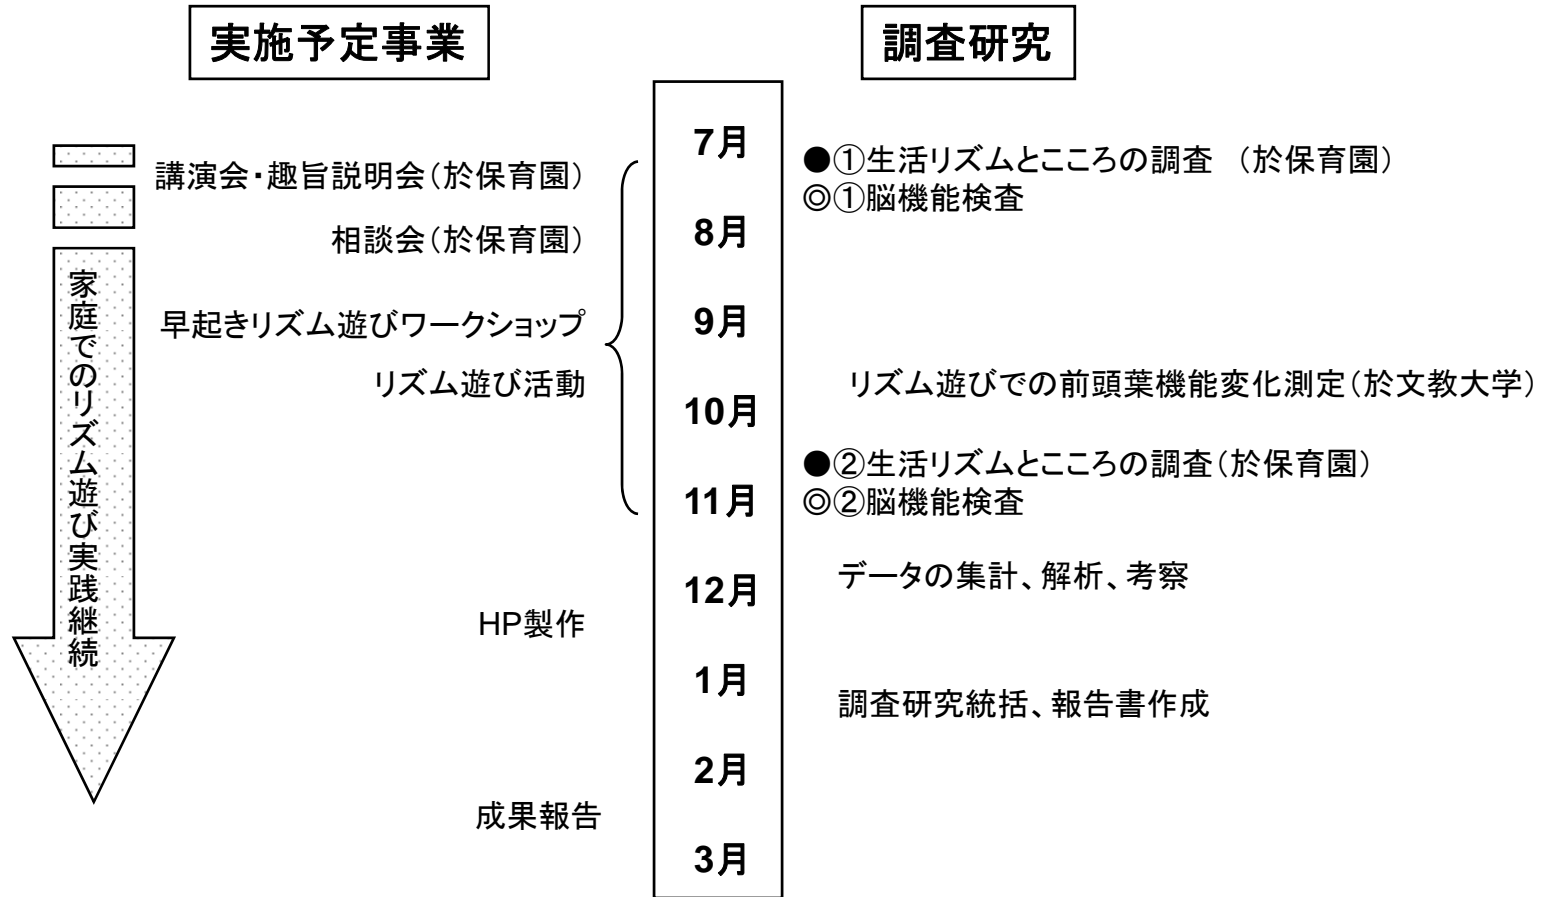 実施予定事業
調査研究
講演会・趣旨説明会(於保育園)
相談会(於保育園)
早起きリズム遊びワークショップ
リズム遊び活動
HP製作
成果報告
家庭でのリズム遊び実践継続
7月
8月
9月
10月
11月
12月
1月
2月
3月
●①生活リズムとこころの調査 (於保育園)
◎①脳機能検査
リズム遊びでの前頭葉機能変化測定(於文教大学)
●②生活リズムとこころの調査(於保育園)
◎②脳機能検査
データの集計、解析、考察
調査研究統括、報告書作成